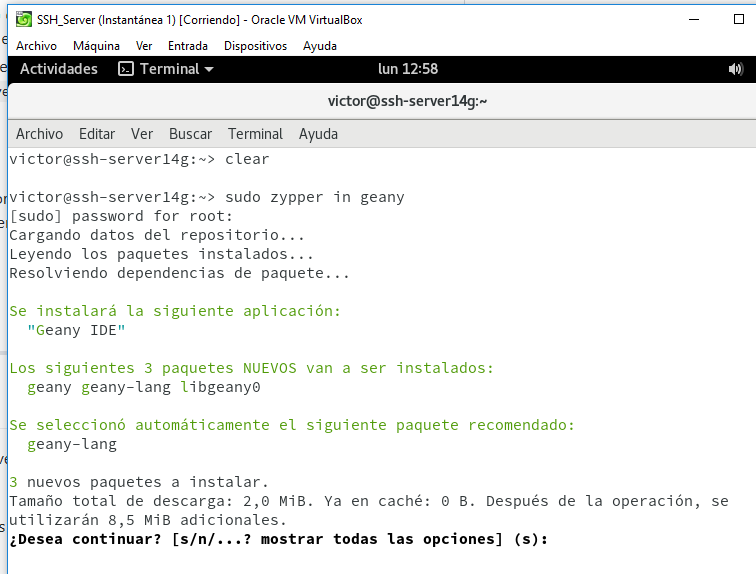 SSH_Server (Instantánea 1) [Corriendo] - Oracle VM VirtualBox
Archivo Máquina Ver Entrada Dispositivos Ayuda
Actividades Terminal lun 12:58
victor@ssh-server14g:~
Archivo Editar Ver Buscar Terminal Ayuda
victor@ssh-server14g:~> clear
victor@ssh-server14g:~> sudo zypper in geany
[sudo] password for root:
Cargando datos del repositorio...
Leyendo los paquetes instalados...
Resolviendo dependencias de paquete...
Se instalará la siguiente aplicación:
"Geany IDE"
Los siguientes 3 paquetes NUEVOS van a ser instalados:
geany geany-lang libgeany0
Se seleccionó automáticamente el siguiente paquete recomendado:
geany-lang
3 nuevos paquetes a instalar.
Tamaño total de descarga: 2,0 MiB. Ya en caché: 0 B. Después de la operación, se
utilizarán 8,5 MiB adicionales.
¿Desea continuar? [s/n/...? mostrar todas las opciones] (s):